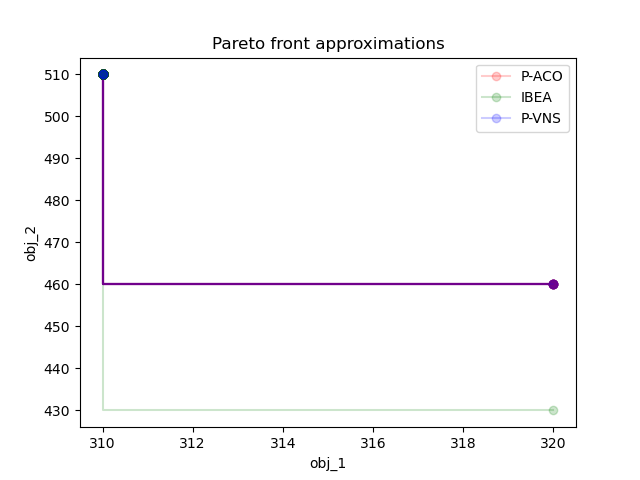 Pareto front approximations
P-ACO
IBEA
P-VNS
510
500
490
480
470
460
450
440
430
obj_2
310 312 314 316 318 320
obj_1